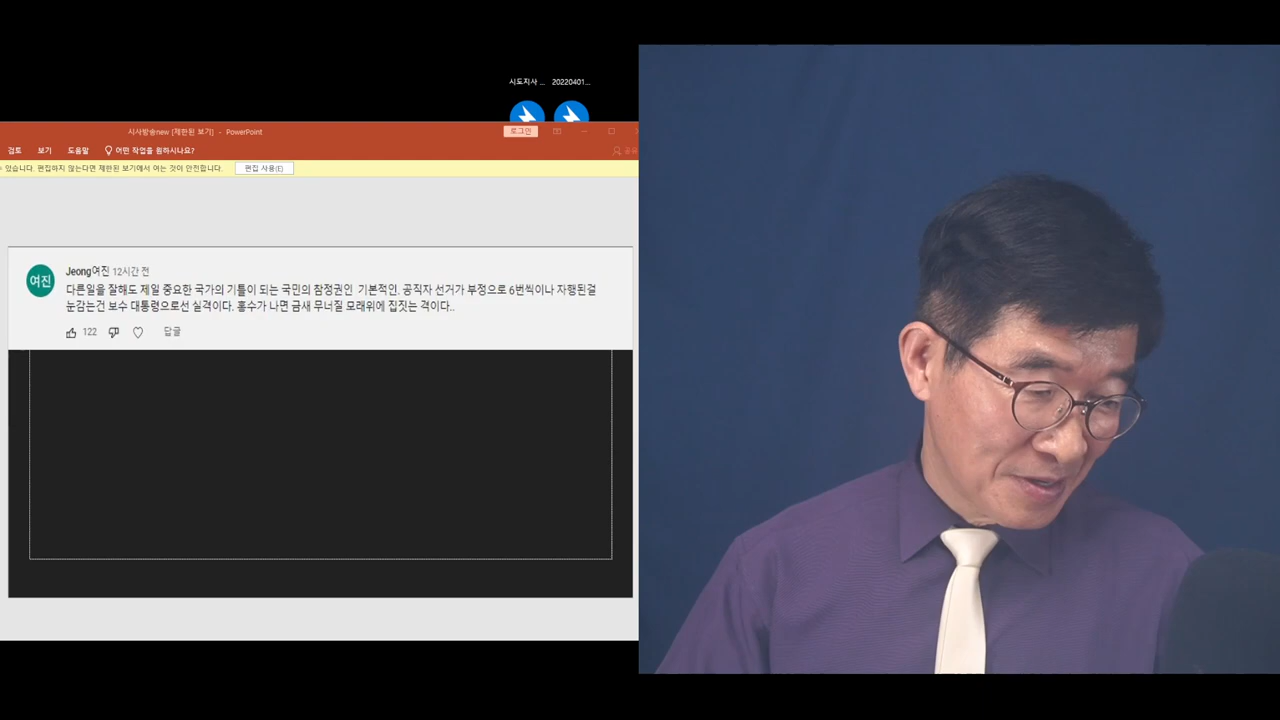 시도지사 ... 20220401...
시사방송new [제한된 보기] - PowerPoint
로그인
검토 보기 도움말 어떤 작업을 원하시나요?
있습니다. 편집하지 않는다면 제한된 보기에서 여는 것이 안전합니다. 편집 사용(E)
여진
Jeong여진 12시간 전
다른일을 잘해도 제일 중요한 국가의 기틀이 되는 국민의 참정권인 기본적인. 공직자 선거가 부정으로 6번씩이나 자행된걸
눈감는건 보수 대통령으로선 실격이다. 홍수가 나면 금새 무너질 모래위에 집짓는 격이다..
122 답글